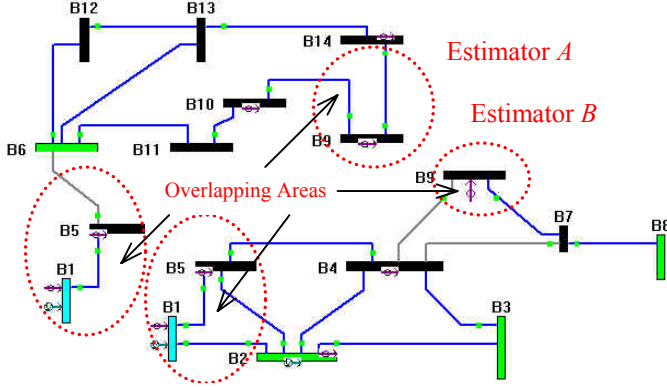 B12
B13
B14
Estimator A
B10
Estimator B
B6
B11
B9
B9
Overlapping Areas
B5
B7
B8
B1
B5
B4
B1
B3
B2